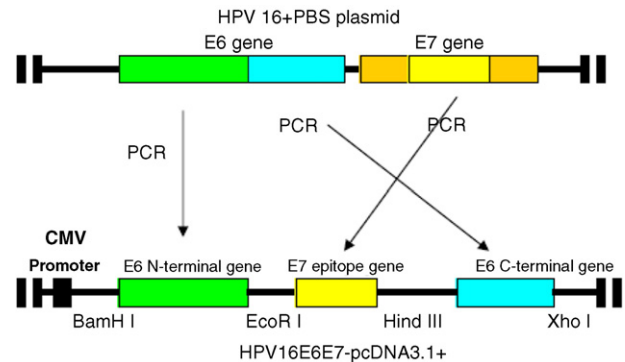 HPV 16+PBS plasmid
E6 gene
E7 gene
PCR
PCR
PCR
CMV
Promoter
E6 N-terminal gene
E7 epitope gene
E6 C-terminal gene
BamH I
EcoR I
Hind III
Xho I
HPV16E6E7-pcDNA3.1+